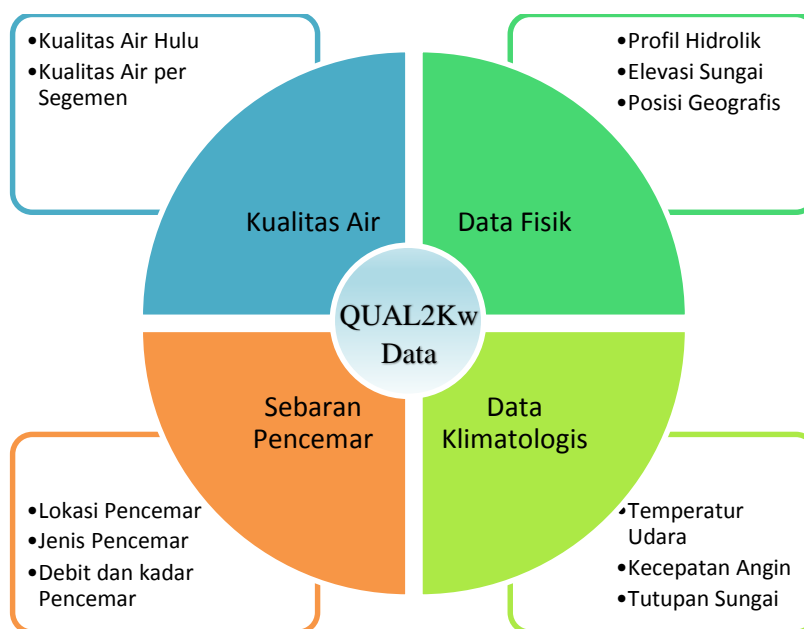 •Kualitas Air Hulu
•Kualitas Air per
Segmen
•Profil Hidrolik
•Elevasi Sungai
•Posisi Geografis
Kualitas Air
Data Fisik
QUAL2Kw
Data
Sebaran
Pencemar
Data
Klimatologis
•Lokasi Pencemar
•Jenis Pencemar
•Debit dan kadar
Pencemar
•Temperatur
Udara
•Kecepatan Angin
•Tutupan Sungai